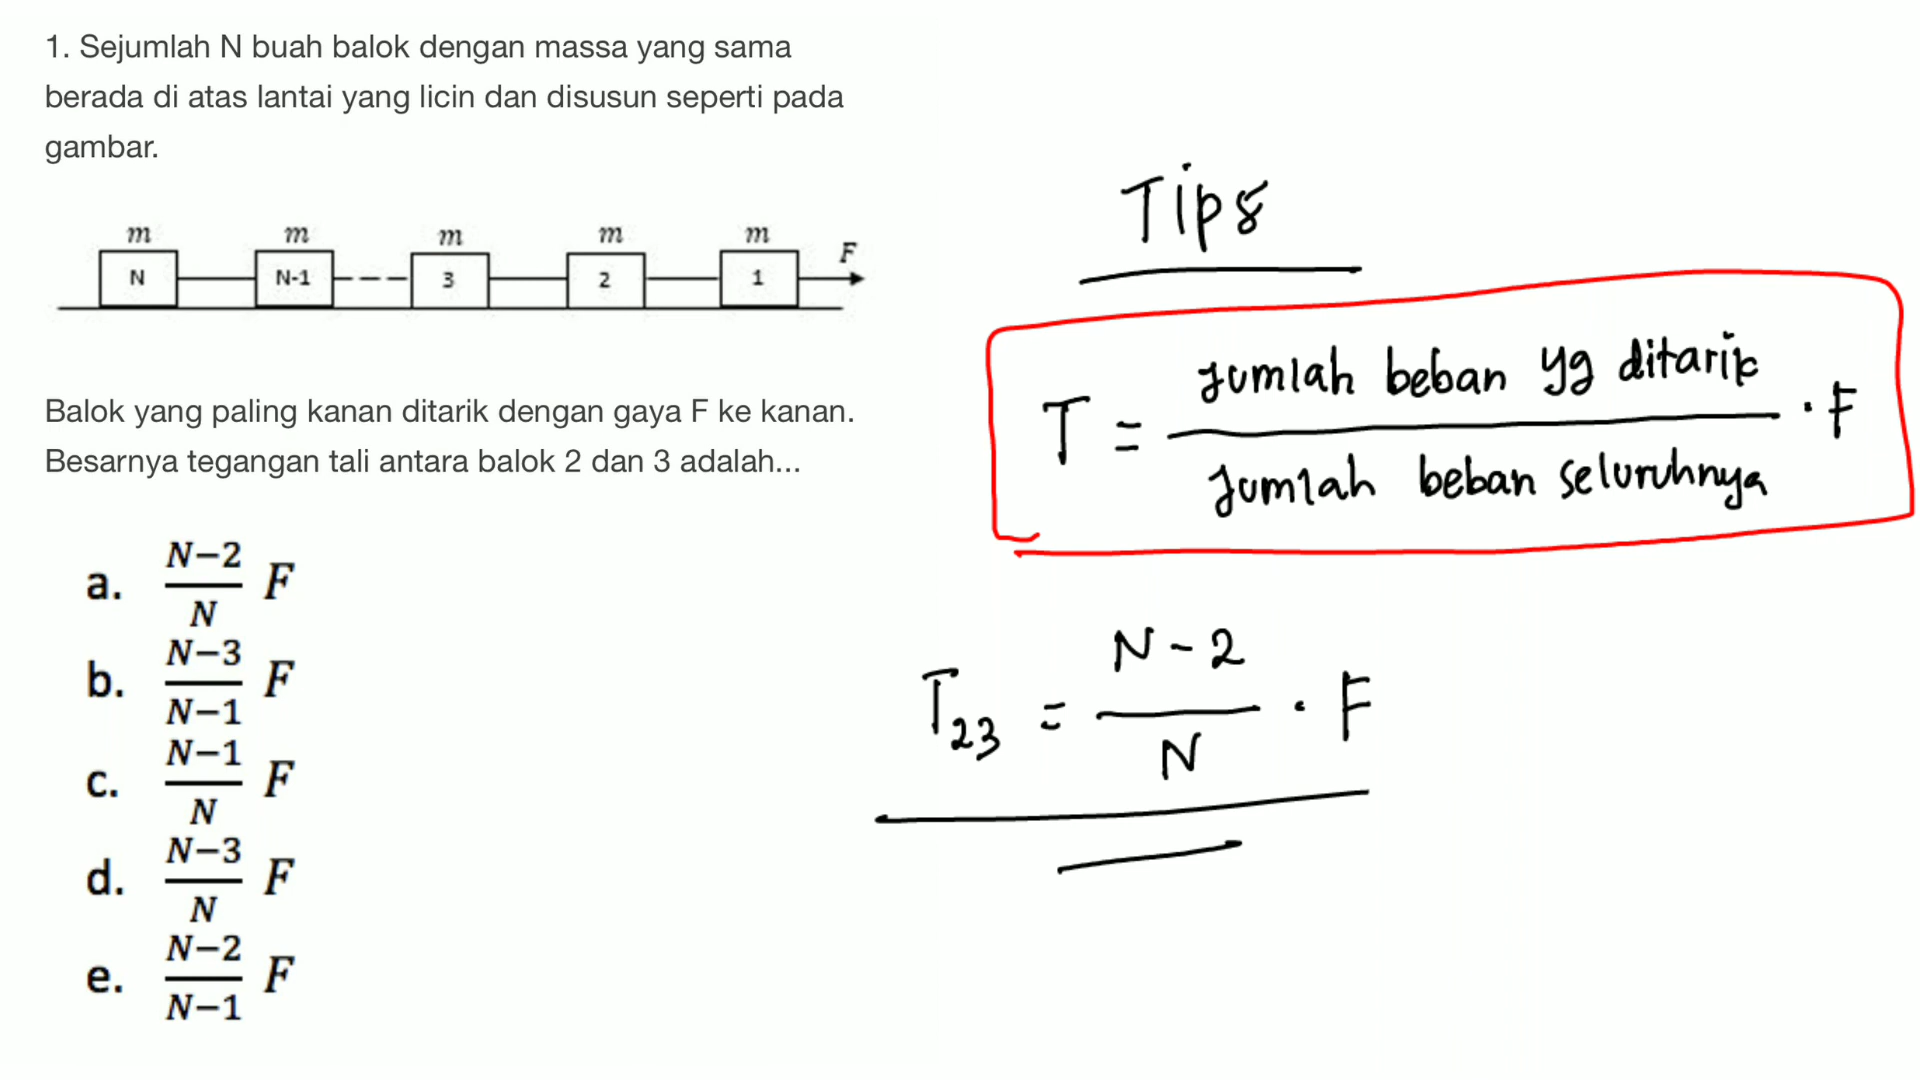 1. Sejumlah N buah balok dengan massa yang sama
berada di atas lantai yang licin dan disusun seperti pada
gambar.
m m m m m F
N N-1 3 2 1
Balok yang paling kanan ditarik dengan gaya F ke kanan.
Besarnya tegangan tali antara balok 2 dan 3 adalah...
a. N−2/N F
b. N−3/N−1 F
c. N−1/N F
d. N−3/N F
e. N−2/N−1 F
Tips
T = jumlah beban yg ditarik / Jumlah beban seluruhnya . F
T23 = N-2/N . F